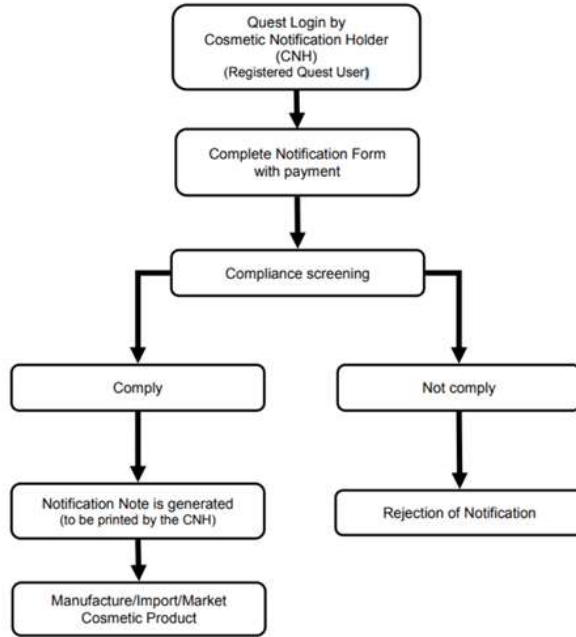 Quest Login by
Cosmetic Notification Holder
(CNH)
(Registered Quest User)
Complete Notification Form
with payment
Compliance screening
Comply
Not comply
Notification Note is generated
(to be printed by the CNH)
Rejection of Notification
Manufacture/Import/Market
Cosmetic Product